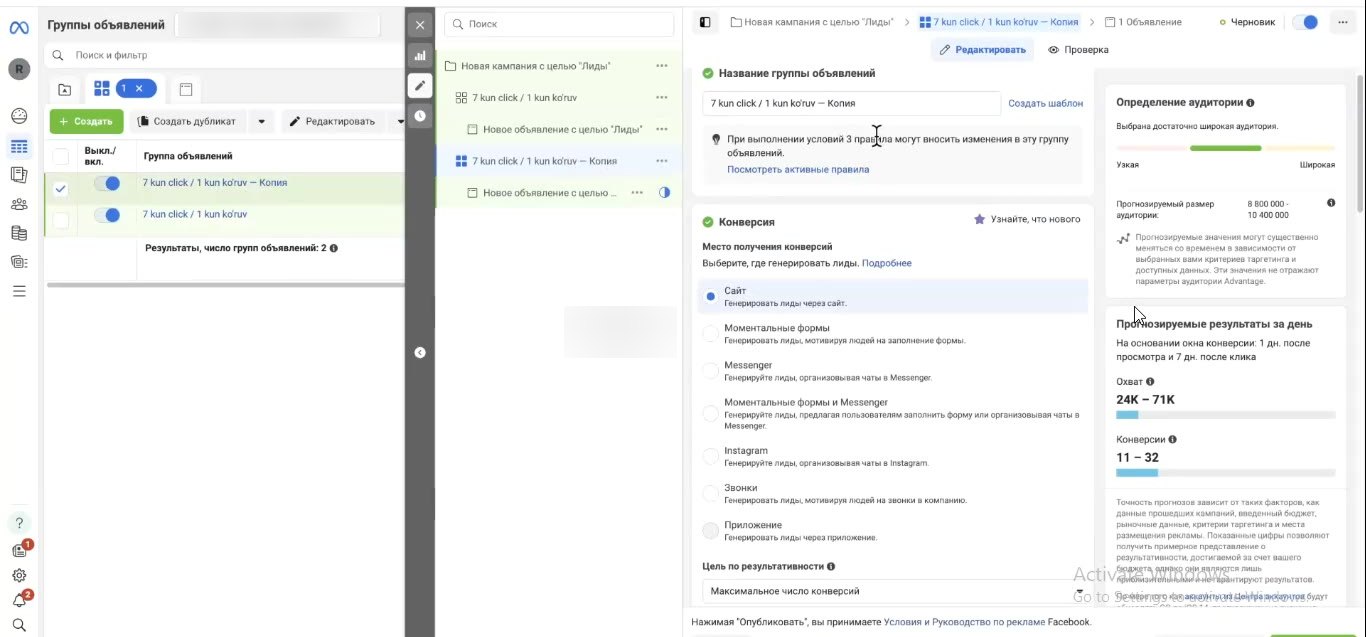 Группы объявлений
Поиск и фильтр
1 ×
+ Создать
Создать дубликат
Редактировать
Выкл./
вкл.
Группа объявлений
7 kun click / 1 kun ko'ruv — Копия
7 kun click / 1 kun ko'ruv
Результаты, число групп объявлений: 2
R
?
1
2
Поиск
Новая кампания с целью "Лиды"
7 kun click / 1 kun ko'ruv
Новое объявление с целью "Лиды"
7 kun click / 1 kun ko'ruv — Копия
Новое объявление с целью ...
Новая кампания с целью "Лиды"
7 kun click / 1 kun ko'ruv — Копия
1 Объявление
Черновик
Редактировать
Проверка
Название группы объявлений
7 kun click / 1 kun ko'ruv — Копия
Создать шаблон
При выполнении условий 3 правила могут вносить изменения в эту группу
объявлений.
Посмотреть активные правила
Конверсия
Узнайте, что нового
Место получения конверсий
Выберите, где генерировать лиды. Подробнее
Сайт
Генерировать лиды через сайт.
Моментальные формы
Генерировать лиды, мотивируя людей на заполнение формы.
Messenger
Генерируйте лиды, организовывая чаты в Messenger.
Моментальные формы и Messenger
Генерируйте лиды, предлагая пользователям заполнить форму или организовывая чаты в
Messenger.
Instagram
Генерируйте лиды, организовывая чаты в Instagram.
Звонки
Генерировать лиды, мотивируя людей на звонки в компанию.
Приложение
Генерировать лиды через приложение.
Цель по результативности
Максимальное число конверсий
Нажимая "Опубликовать", вы принимаете Условия и Руководство по рекламе Facebook.
Определение аудитории
Выбрана достаточно широкая аудитория.
Узкая
Широкая
Прогнозируемый размер
аудитории:
8 800 000 -
10 400 000
Прогнозируемые значения могут существенно
меняться со временем в зависимости от
выбранных вами критериев таргетинга и
доступных данных. Эти значения не отражают
параметры аудитории Advantage.
Прогнозируемые результаты за день
На основании окна конверсии: 1 дн. после
просмотра и 7 дн. после клика
Охват
24K – 71K
Конверсии
11 – 32
Точность прогнозов зависит от таких факторов, как
данные прошедших кампаний, введенный бюджет,
рыночные данные, критерии таргетинга и места
размещения рекламы. Показанные цифры позволяют
получить примерное представление о
результативности, достигаемой за счет вашего
бюджета, однако они являются лишь
приблизительными и не гарантируют результатов.
Activate Windows
Go to Settings to activate Windows.